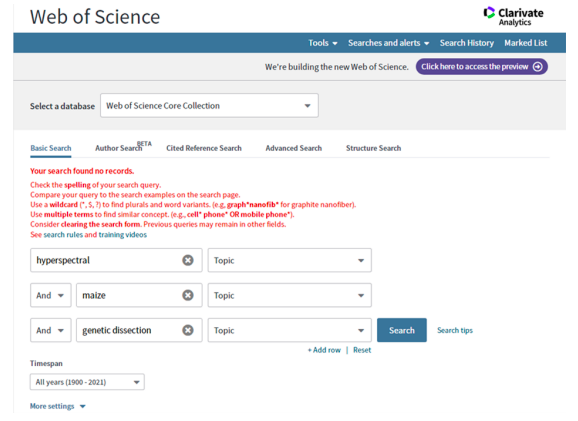 Web of Science
Clarivate
Analytics
Tools Searches and alerts Search History Marked List
We're building the new Web of Science. Click here to access the preview
Select a database Web of Science Core Collection
Basic Search Author Search BETA Cited Reference Search Advanced Search Structure Search
Your search found no records.
Check the spelling of your search query.
Compare your query to the search examples on the search page.
Use a wildcard (*, $, ?) to find plurals and word variants. (e.g, graph*nanofib* for graphite nanofiber).
Use multiple terms to find similar concept. (e.g., cell* phone* OR mobile phone*).
Consider clearing the search form. Previous queries may remain in other fields.
See search rules and training videos
hyperspectral Topic
And maize Topic
And genetic dissection Topic Search Search tips
+ Add row | Reset
Timespan
All years (1900 - 2021)
More settings